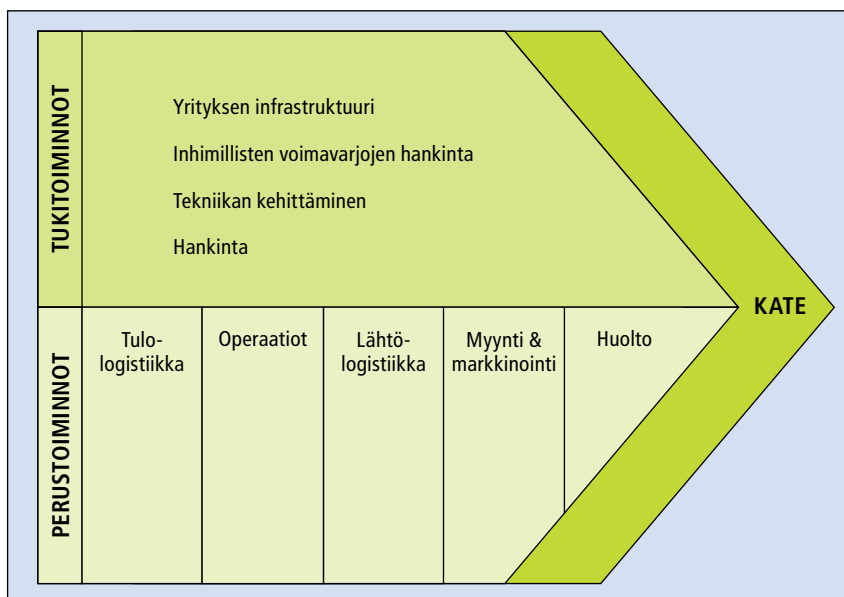 TUKITOIMINNOT
Yrityksen infrastruktuuri
Inhimillisten voimavarjojen hankinta
Tekniikan kehittäminen
Hankinta
KATE
PERUSTOIMINNOT
Tulo-
logistiikka
Operaatiot
Lähtö-
logistiikka
Myynti &
markkinointi
Huolto